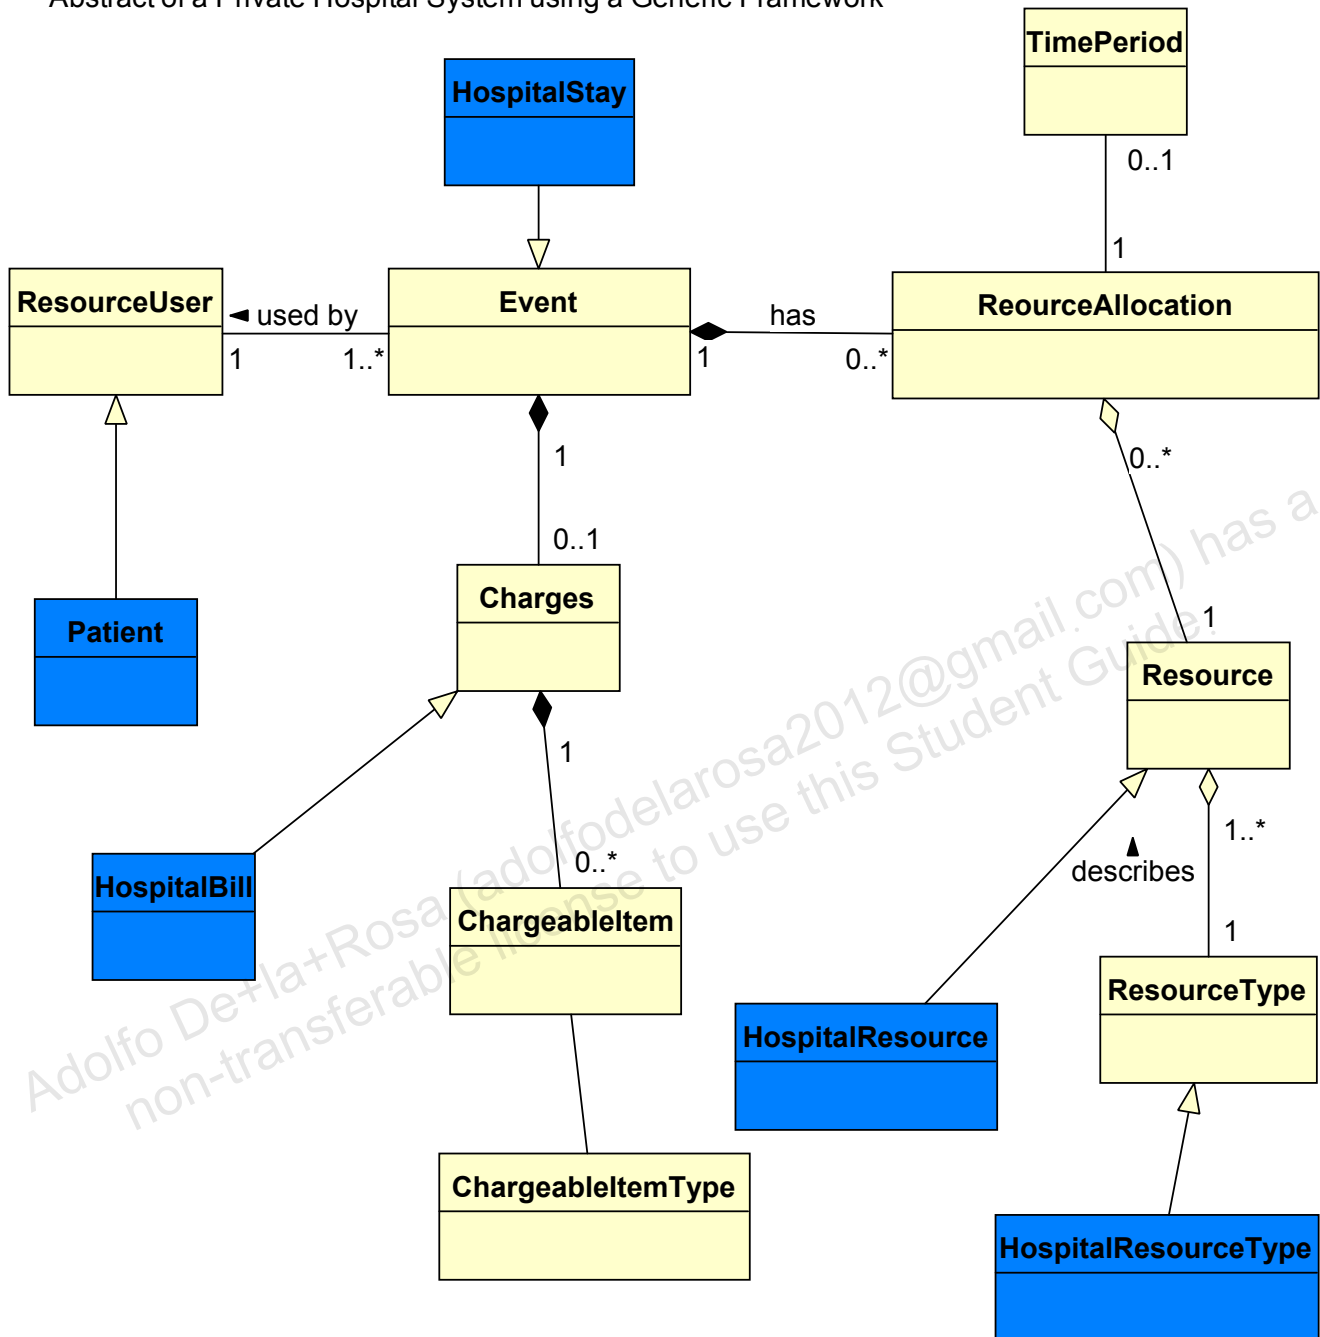 Abstract of a Private Hospital System using a Generic Framework
TimePeriod
HospitalStay
0..1
1
ResourceUser
used by
Event
has
ReourceAllocation
1
1..*
1
0..*
1
0..*
0..1
Charges
1
Patient
Resource
1
1..*
describes
0..*
HospitalBill
ChargeableItem
1
ResourceType
HospitalResource
ChargeableItemType
HospitalResourceType
Adolfo De+la+Rosa (adolfodelarosa2012@gmail.com) has a
non-transferable license to use this Student Guide.